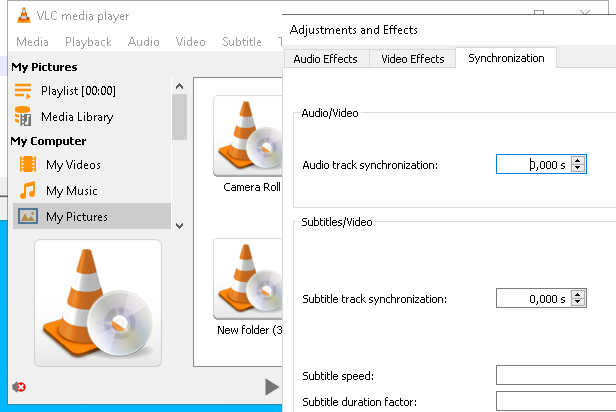 VLC media player
Media Playback Audio Video Subtitle
My Pictures
Playlist [00:00]
Media Library
My Computer
My Videos
My Music
My Pictures
Camera Roll
New folder (3
Adjustments and Effects
Audio Effects Video Effects Synchronization
Audio/Video
Audio track synchronization: 0,000 s
Subtitles/Video
Subtitle track synchronization: 0,000 s
Subtitle speed:
Subtitle duration factor: